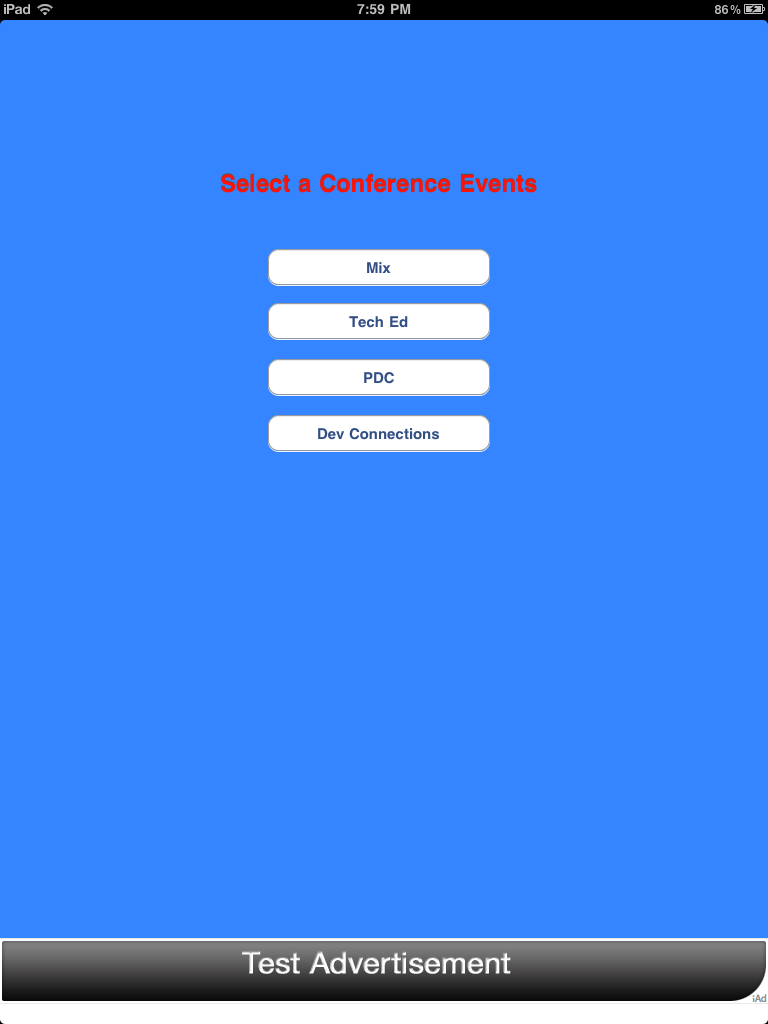 iPad 7:59 PM 86%
Select a Conference Events
Mix
Tech Ed
PDC
Dev Connections
Test Advertisement
iAd